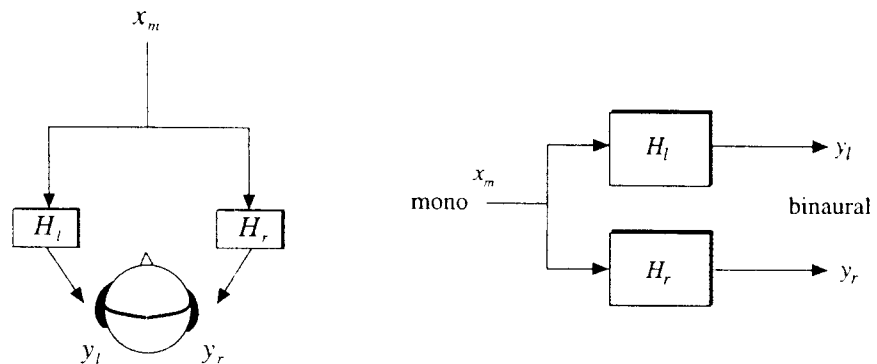 x_m
H_l
H_r
y_l
y_r
x_m
mono
H_l
y_l
binaural
H_r
y_r